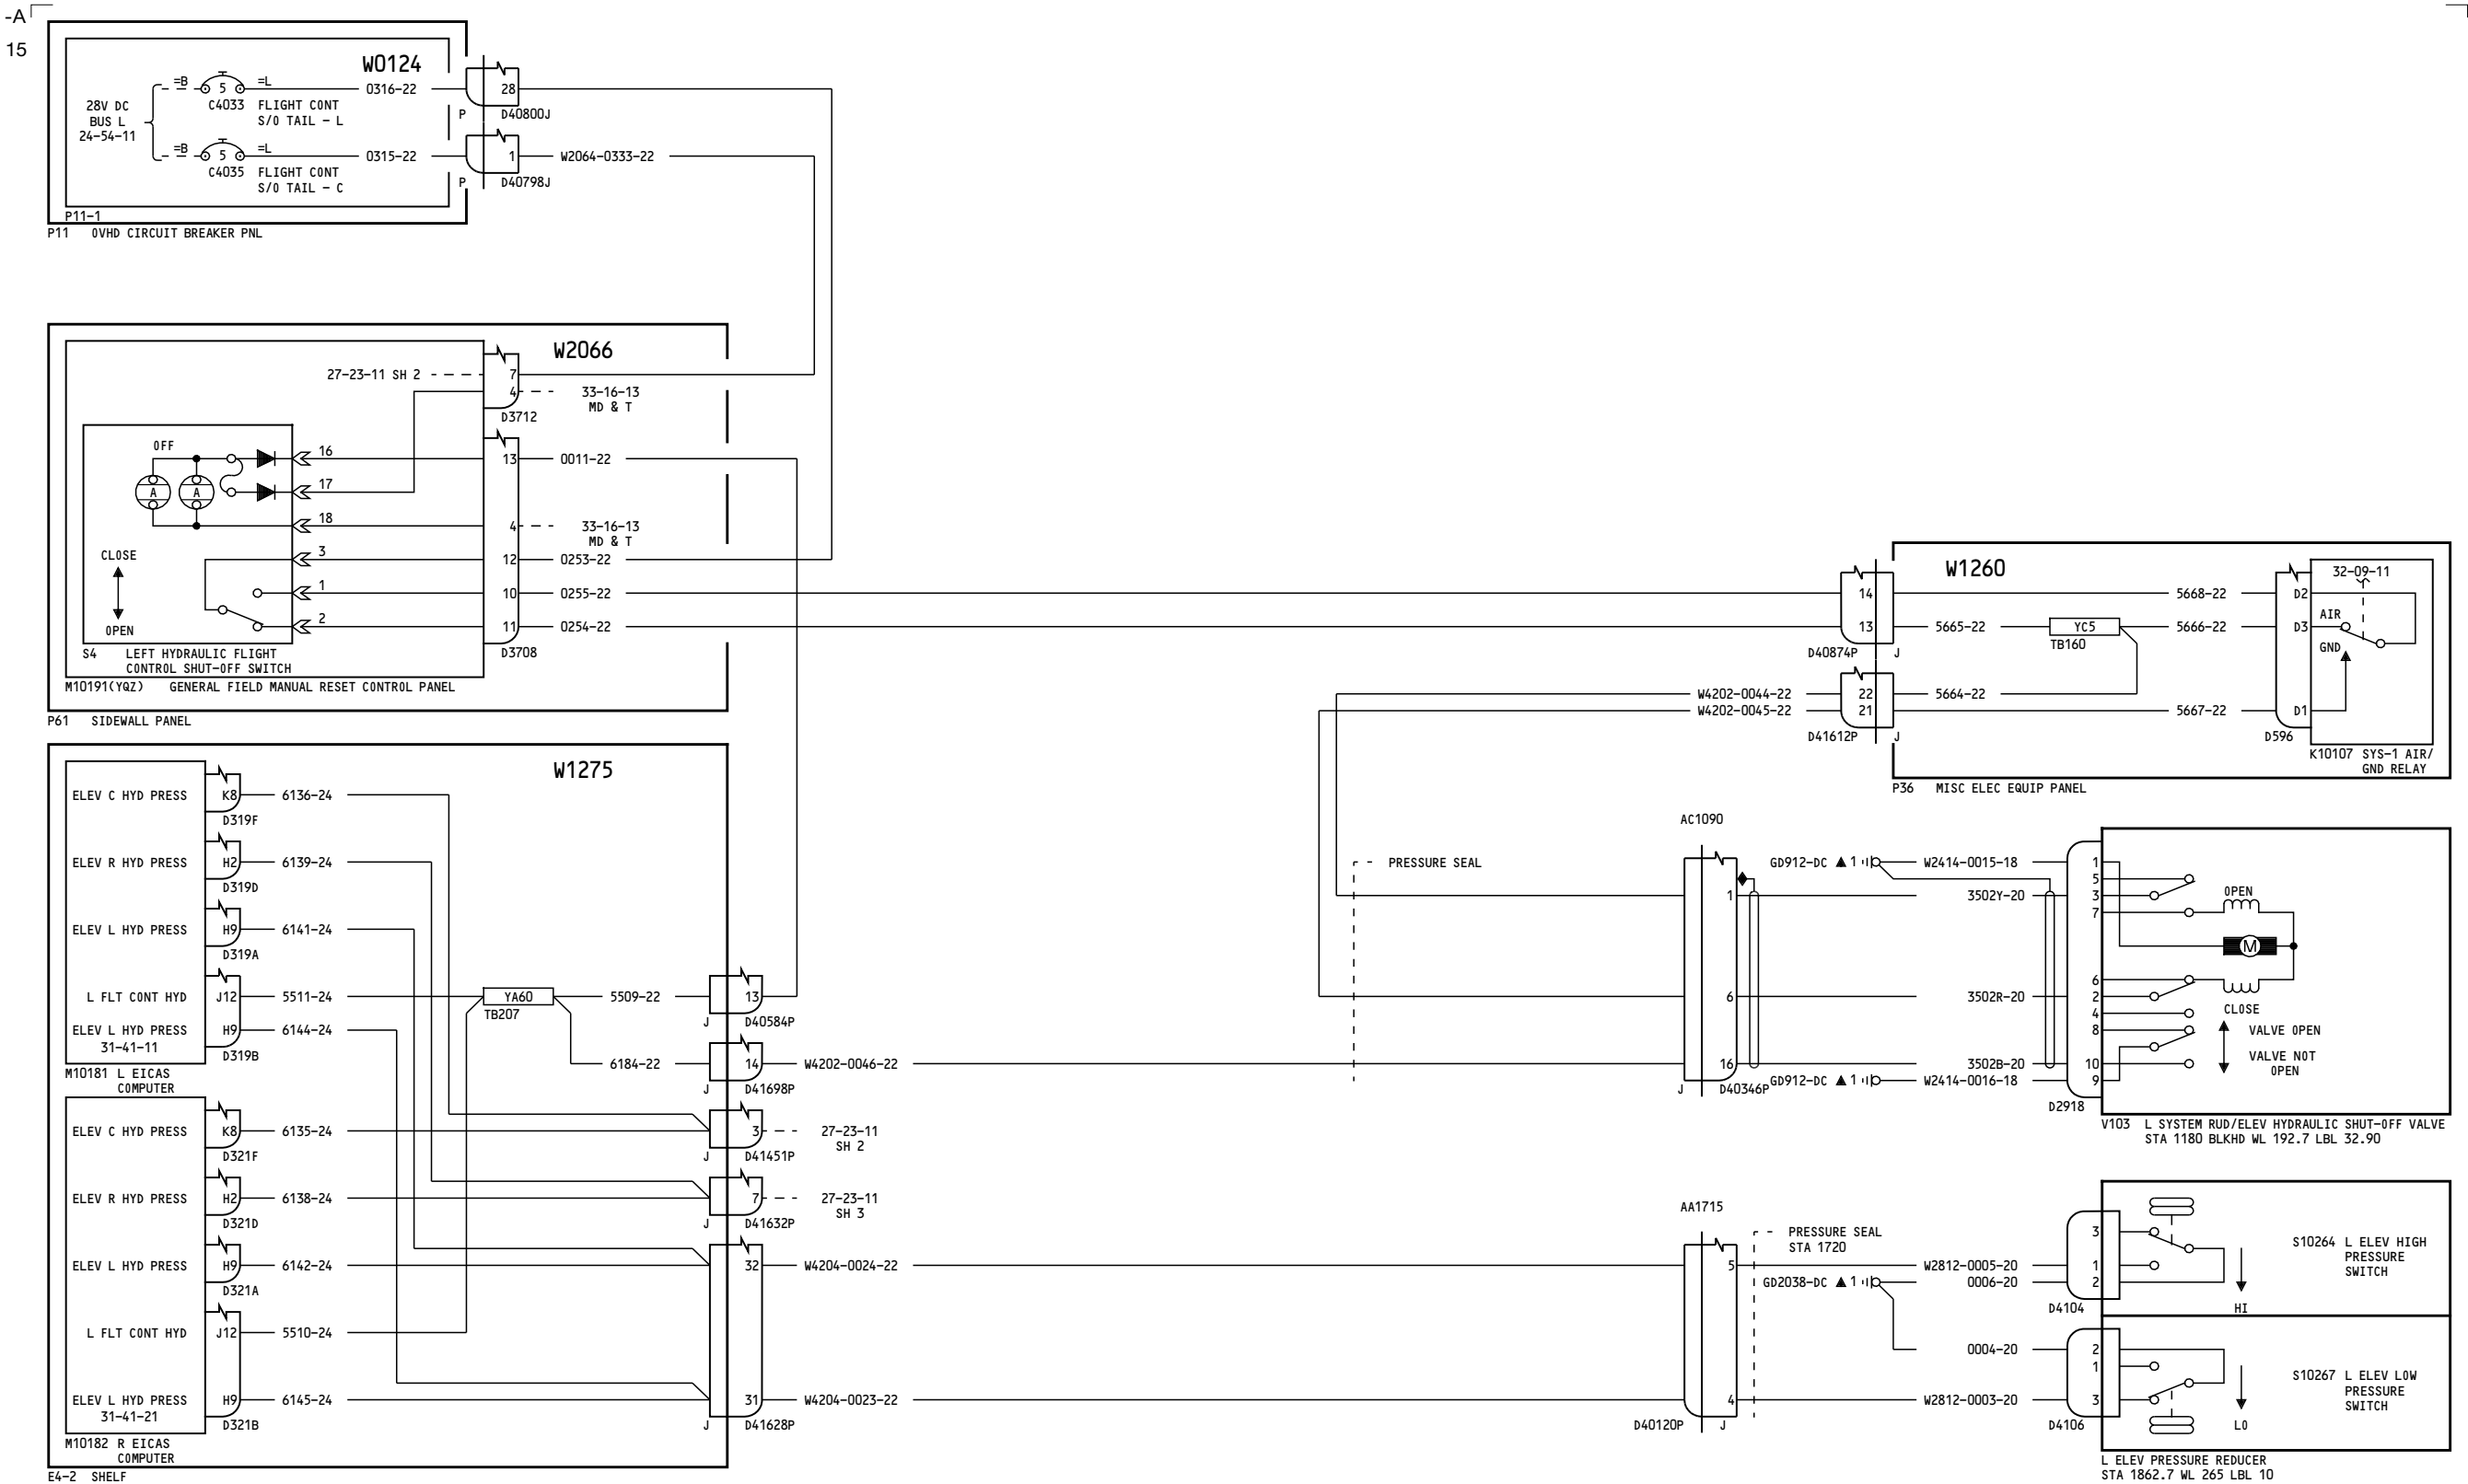 -A
15
W0124
28V DC
BUS L
24-54-11
=B
5
=L
C4033
FLIGHT CONT
S/O TAIL - L
0316-22
28
P
D40800J
=B
5
=L
C4035
FLIGHT CONT
S/O TAIL - C
0315-22
1
W2064-0333-22
P
D40798J
P11-1
P11 OVHD CIRCUIT BREAKER PNL
W2066
27-23-11 SH 2
7
4
33-16-13
MD & T
D3712
OFF
A
A
16
13
0011-22
17
18
4
33-16-13
MD & T
CLOSE
OPEN
3
12
0253-22
1
10
0255-22
2
11
0254-22
D3708
S4 LEFT HYDRAULIC FLIGHT
CONTROL SHUT-OFF SWITCH
M10191(YQZ) GENERAL FIELD MANUAL RESET CONTROL PANEL
P61 SIDEWALL PANEL
W1260
14
5668-22
D2
32-09-11
13
5665-22
YC5
TB160
5666-22
D3
AIR
GND
D40874P
J
W4202-0044-22
22
5664-22
W4202-0045-22
21
5667-22
D1
D41612P
J
D596
K10107 SYS-1 AIR/
GND RELAY
P36 MISC ELEC EQUIP PANEL
W1275
ELEV C HYD PRESS
K8
6136-24
D319F
ELEV R HYD PRESS
H2
6139-24
D319D
ELEV L HYD PRESS
H9
6141-24
D319A
L FLT CONT HYD
J12
5511-24
YA60
TB207
5509-22
13
J
D40584P
ELEV L HYD PRESS
31-41-11
H9
6144-24
D319B
6184-22
14
W4202-0046-22
J
D41698P
M10181 L EICAS
COMPUTER
ELEV C HYD PRESS
K8
6135-24
D321F
3
27-23-11
SH 2
J
D41451P
ELEV R HYD PRESS
H2
6138-24
D321D
7
27-23-11
SH 3
J
D41632P
ELEV L HYD PRESS
H9
6142-24
D321A
32
W4204-0024-22
L FLT CONT HYD
J12
5510-24
ELEV L HYD PRESS
31-41-21
H9
6145-24
D321B
31
W4204-0023-22
J
D41628P
M10182 R EICAS
COMPUTER
E4-2 SHELF
PRESSURE SEAL
AC1090
1
6
16
J
D40346P
GD912-DC
1
W2414-0015-18
3502Y-20
3502R-20
3502B-20
GD912-DC
1
W2414-0016-18
1
5
3
7
6
2
4
8
10
9
D2918
OPEN
M
CLOSE
VALVE OPEN
VALVE NOT
OPEN
V103 L SYSTEM RUD/ELEV HYDRAULIC SHUT-OFF VALVE
STA 1180 BLKHD WL 192.7 LBL 32.90
AA1715
5
4
D40120P
J
PRESSURE SEAL
STA 1720
GD2038-DC
1
W2812-0005-20
0006-20
0004-20
W2812-0003-20
3
1
2
D4104
HI
S10264 L ELEV HIGH
PRESSURE
SWITCH
2
1
3
D4106
LO
S10267 L ELEV LOW
PRESSURE
SWITCH
L ELEV PRESSURE REDUCER
STA 1862.7 WL 265 LBL 10